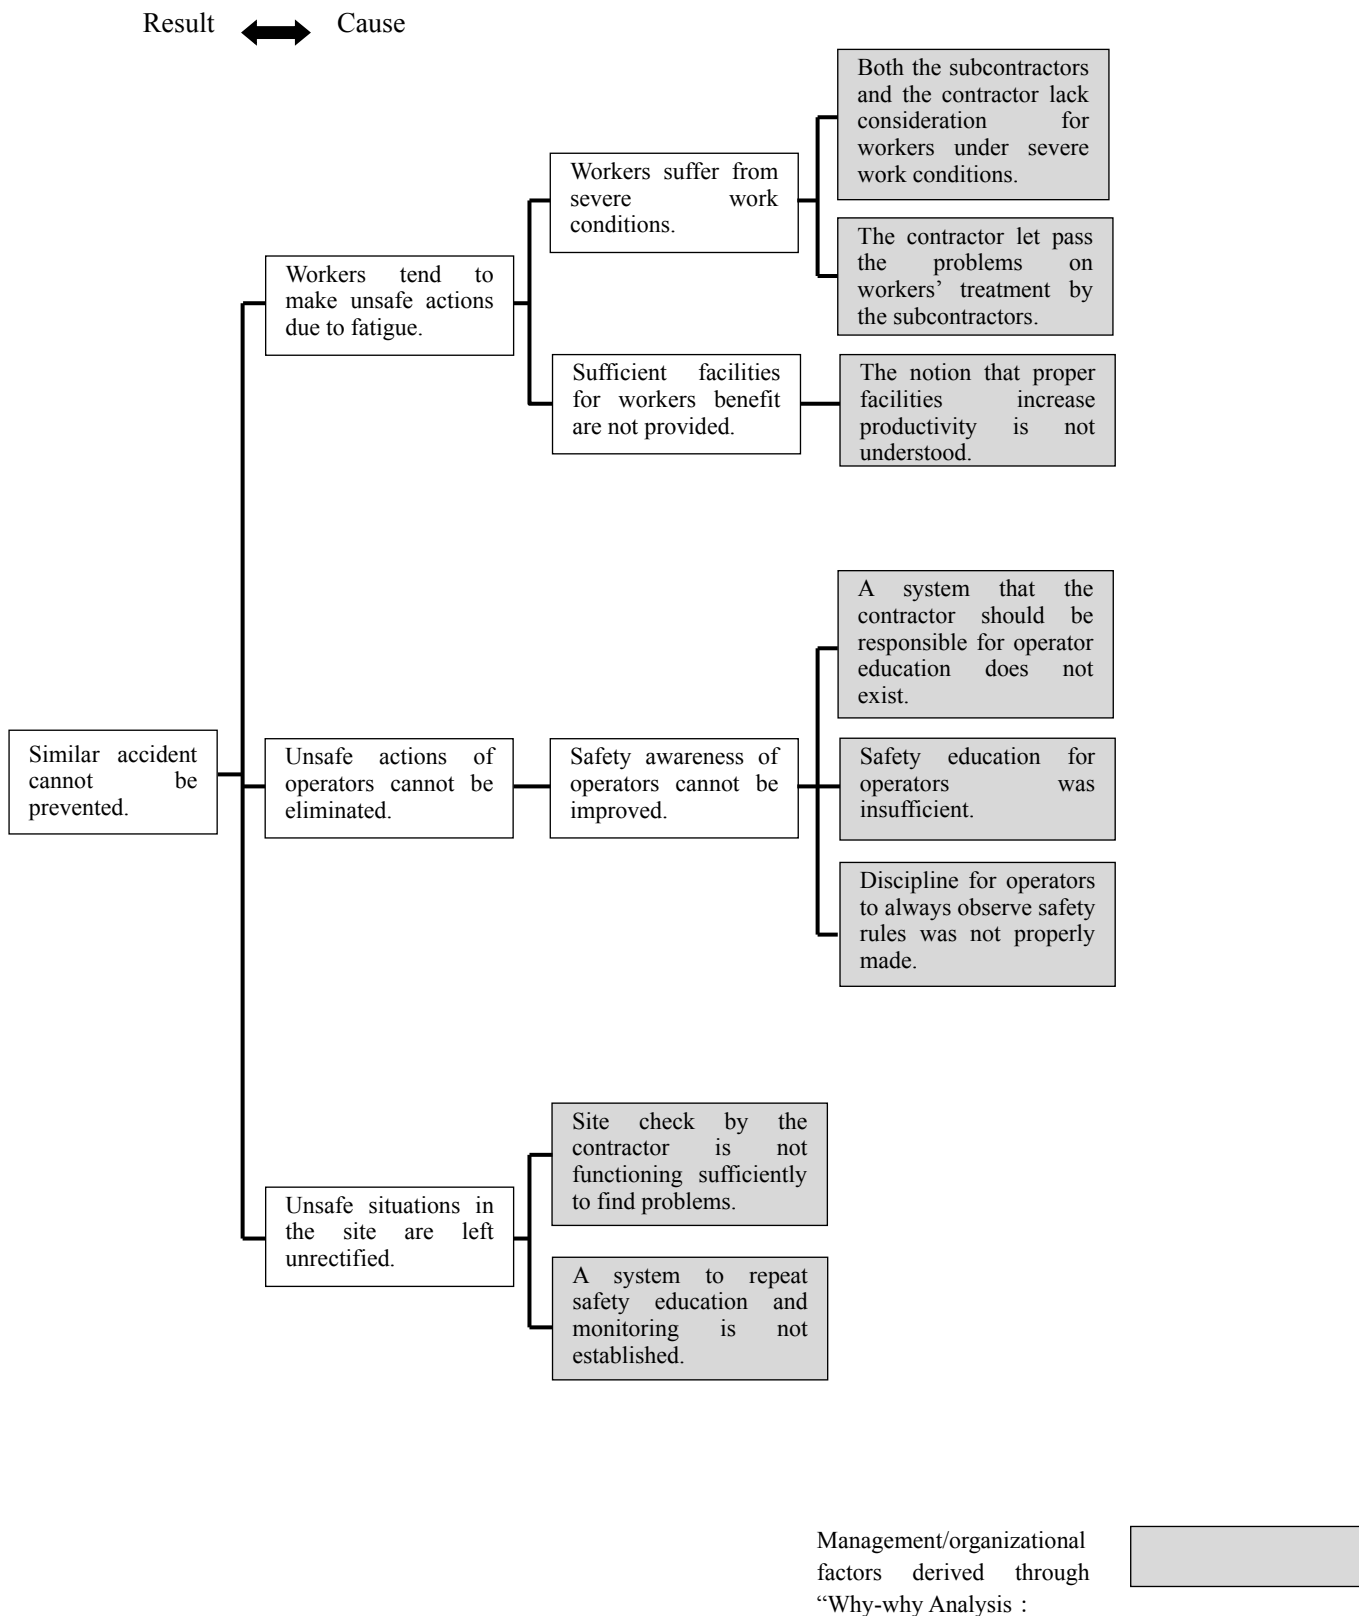 Result Cause
Both the subcontractors
and the contractor lack
consideration for
workers under severe
work conditions.
Workers suffer from
severe work
conditions.
The contractor let pass
the problems on
workers’ treatment by
the subcontractors.
Workers tend to
make unsafe actions
due to fatigue.
Sufficient facilities
for workers benefit
are not provided.
The notion that proper
facilities increase
productivity is not
understood.
A system that the
contractor should be
responsible for operator
education does not
exist.
Similar accident
cannot be
prevented.
Unsafe actions of
operators cannot be
eliminated.
Safety awareness of
operators cannot be
improved.
Safety education for
operators was
insufficient.
Discipline for operators
to always observe safety
rules was not properly
made.
Site check by the
contractor is not
functioning sufficiently
to find problems.
Unsafe situations in
the site are left
unrectified.
A system to repeat
safety education and
monitoring is not
established.
Management/organizational
factors derived through
“Why-why Analysis :